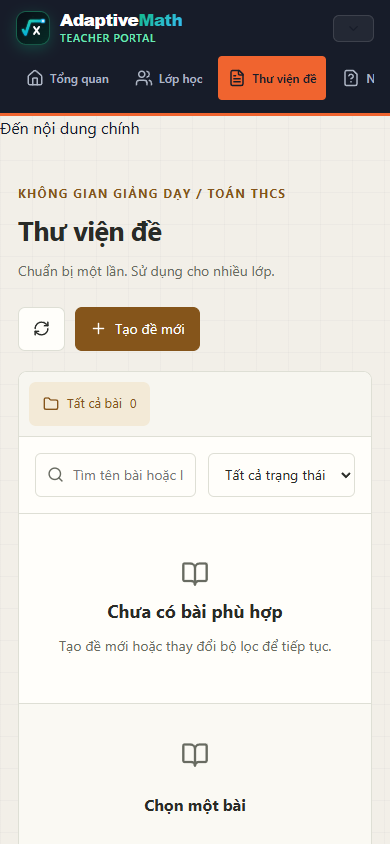 AdaptiveMath
TEACHER PORTAL
Tổng quan
Lớp học
Thư viện đề
N
Đến nội dung chính
KHÔNG GIAN GIẢNG DẠY / TOÁN THCS
Thư viện đề
Chuẩn bị một lần. Sử dụng cho nhiều lớp.
Tạo đề mới
Tất cả bài 0
Tìm tên bài hoặc l
Tất cả trạng thái
Chưa có bài phù hợp
Tạo đề mới hoặc thay đổi bộ lọc để tiếp tục.
Chọn một bài